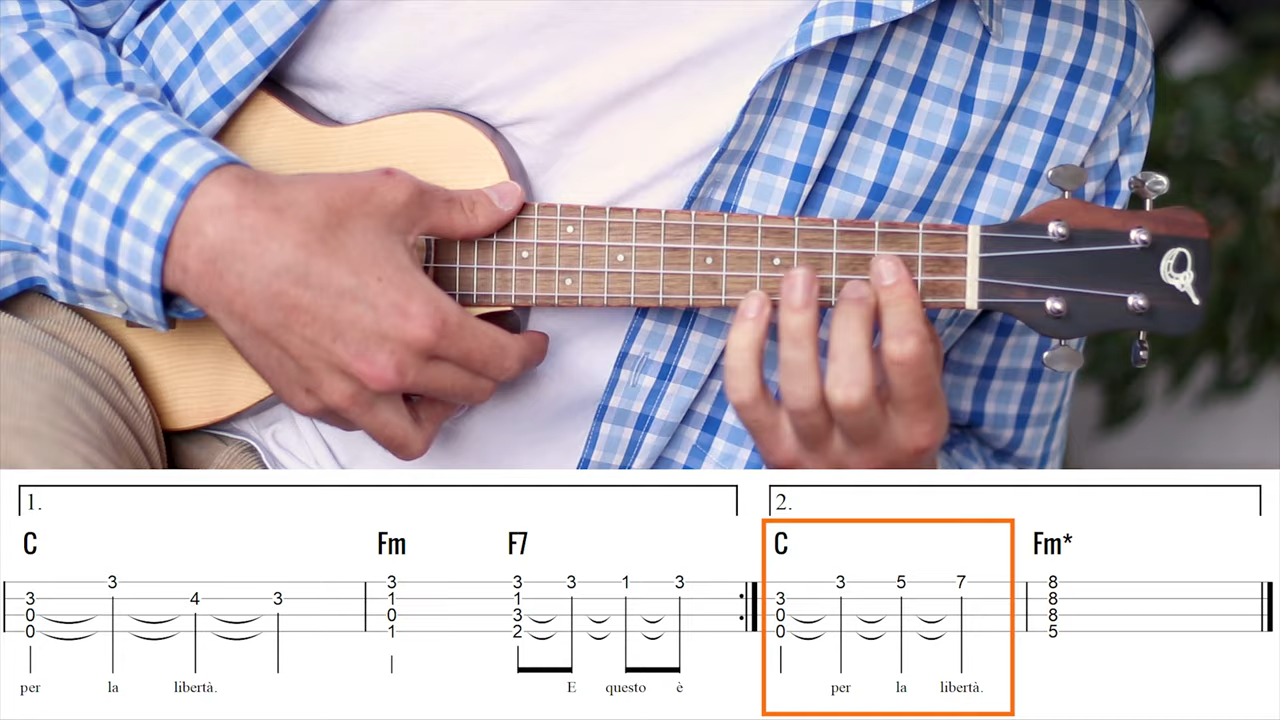 1. 2.
C Fm F7 C Fm*
3 3 3 3 1 3 3 5 7 8
3 4 3 1 1 3 8
0 0 3 0 8
0 1 2 0 5
per la libertà. E questo è per la libertà.